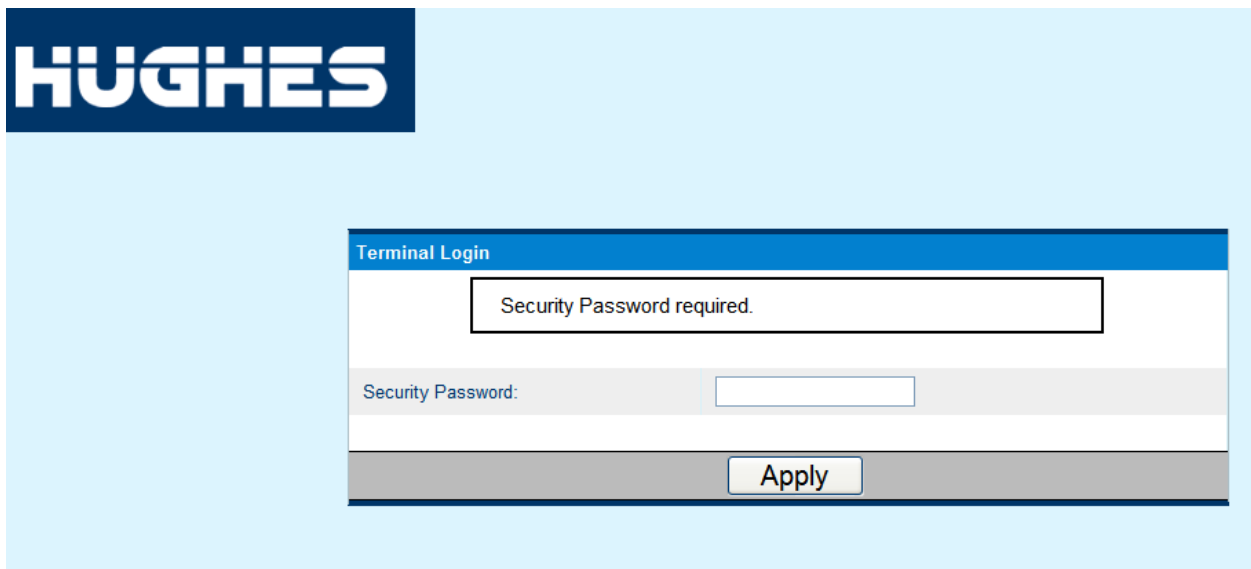 HUGHES
Terminal Login
Security Password required.
Security Password:
Apply